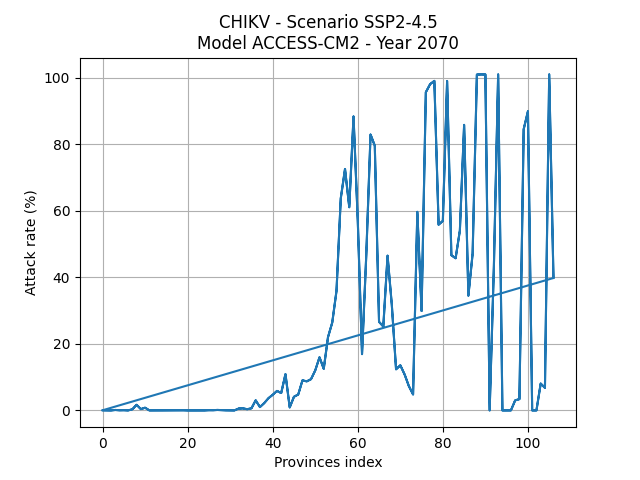 CHIKV - Scenario SSP2-4.5
Model ACCESS-CM2 - Year 2070
100
80
60
40
20
0
Attack rate (%)
0 20 40 60 80 100
Provinces index